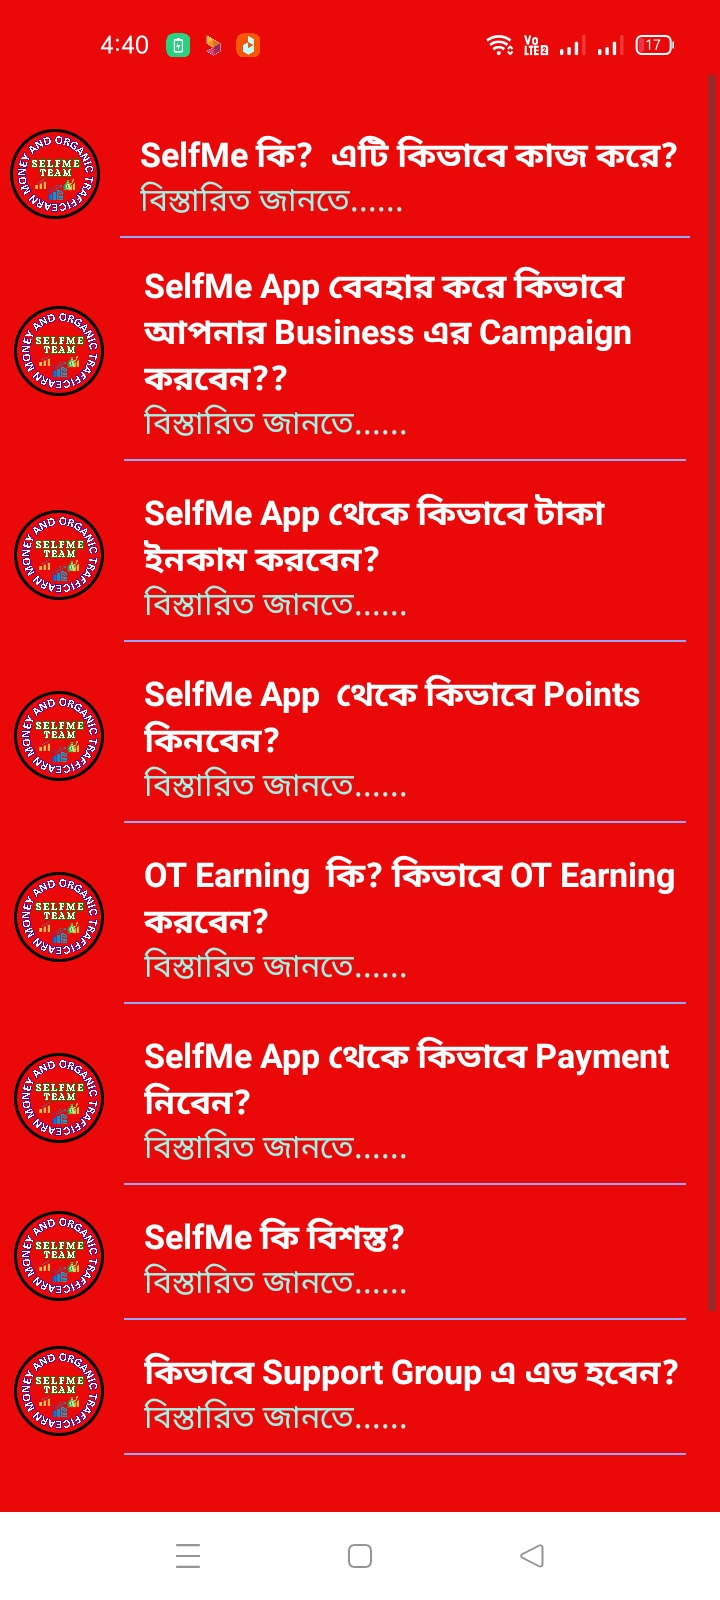 4:40
Vo
LTE2
17
SelfMe কি? এটি কিভাবে কাজ করে?
বিস্তারিত জানতে......
SelfMe App বেবহার করে কিভাবে
আপনার Business এর Campaign
করবেন??
বিস্তারিত জানতে......
SelfMe App থেকে কিভাবে টাকা
ইনকাম করবেন?
বিস্তারিত জানতে......
SelfMe App থেকে কিভাবে Points
কিনবেন?
বিস্তারিত জানতে......
OT Earning কি? কিভাবে OT Earning
করবেন?
বিস্তারিত জানতে......
SelfMe App থেকে কিভাবে Payment
নিবেন?
বিস্তারিত জানতে......
SelfMe কি বিশস্ত?
বিস্তারিত জানতে......
কিভাবে Support Group এ এড হবেন?
বিস্তারিত জানতে......
EARN MONEY AND ORGANIC TRAFFIC
SELFME
TEAM
EARN MONEY AND ORGANIC TRAFFIC
SELFME
TEAM
EARN MONEY AND ORGANIC TRAFFIC
SELFME
TEAM
EARN MONEY AND ORGANIC TRAFFIC
SELFME
TEAM
EARN MONEY AND ORGANIC TRAFFIC
SELFME
TEAM
EARN MONEY AND ORGANIC TRAFFIC
SELFME
TEAM
EARN MONEY AND ORGANIC TRAFFIC
SELFME
TEAM
EARN MONEY AND ORGANIC TRAFFIC
SELFME
TEAM